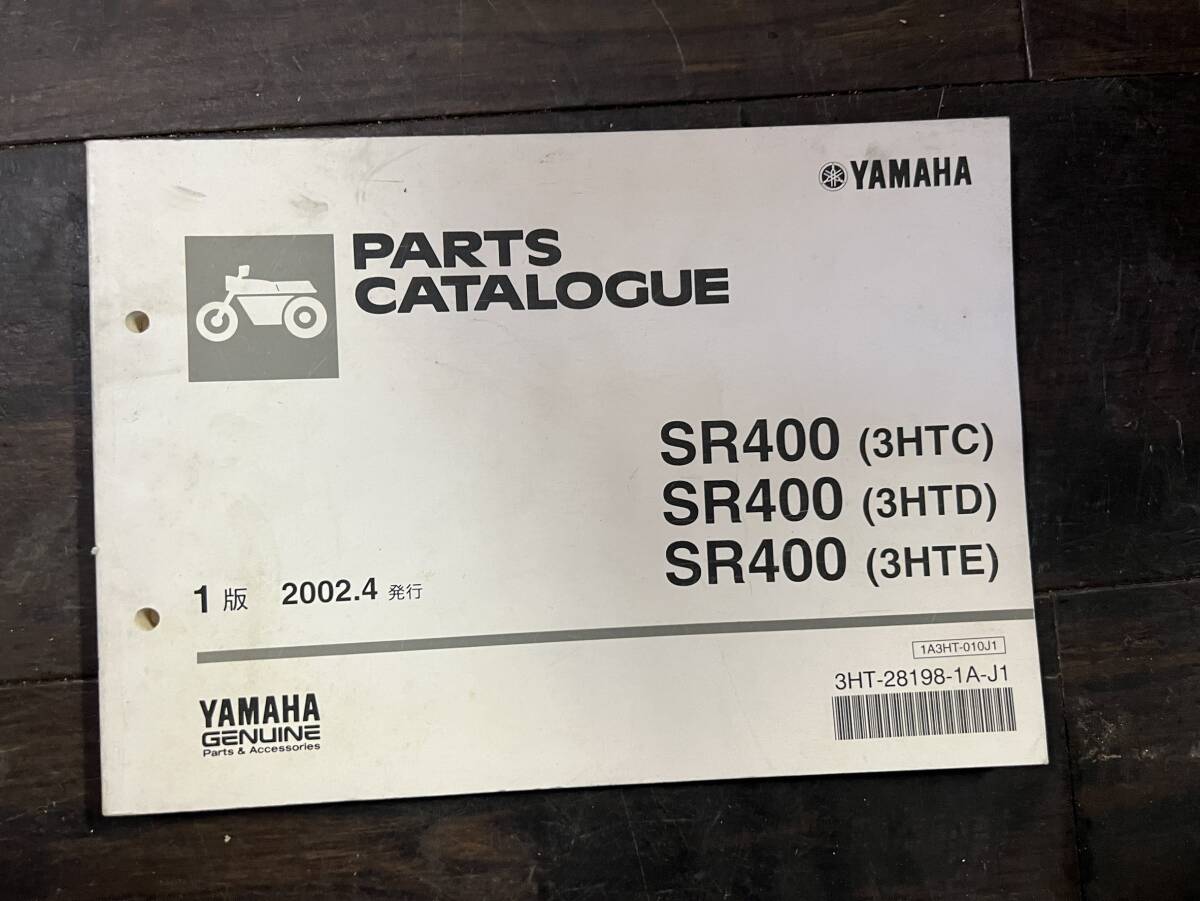 YAMAHA
PARTS
CATALOGUE
SR400 (3HTC)
SR400 (3HTD)
SR400 (3HTE)
1版 2002.4 発行
1A3HT-010J1
3HT-28198-1A-J1
YAMAHA
GENUINE
Parts & Accessories